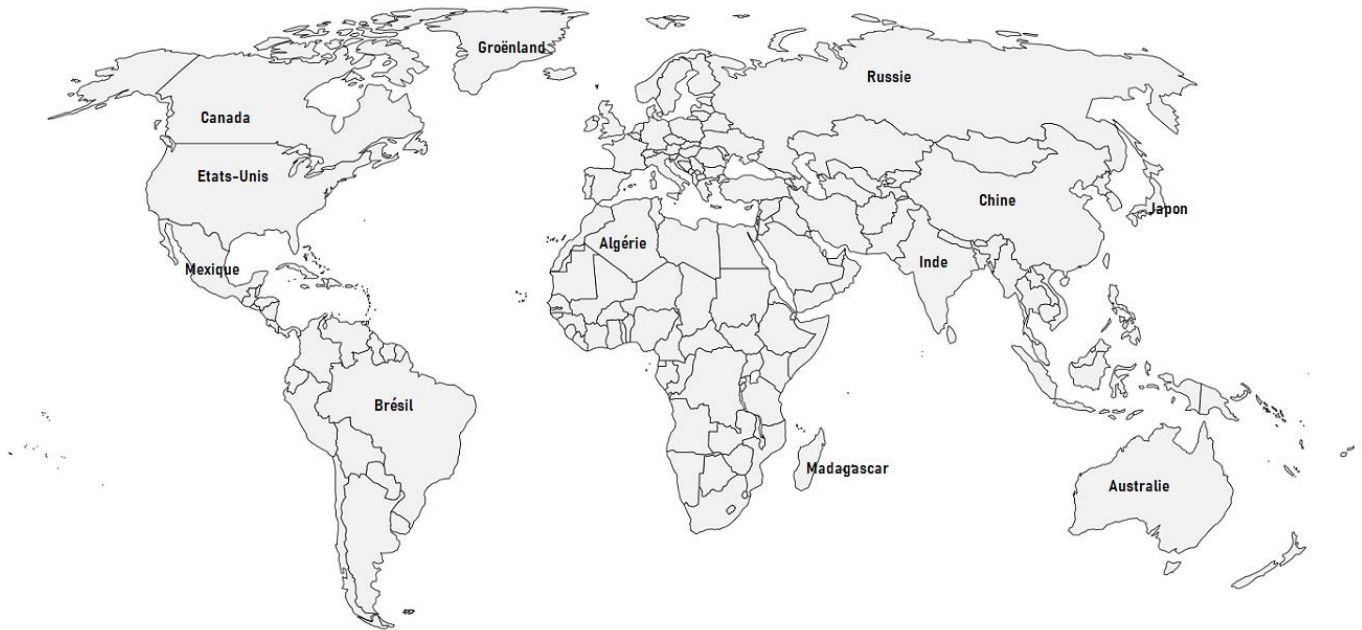 Groënland
Russie
Canada
Etats-Unis
Chine
Japon
Algérie
Inde
Mexique
Brésil
Madagascar
Australie